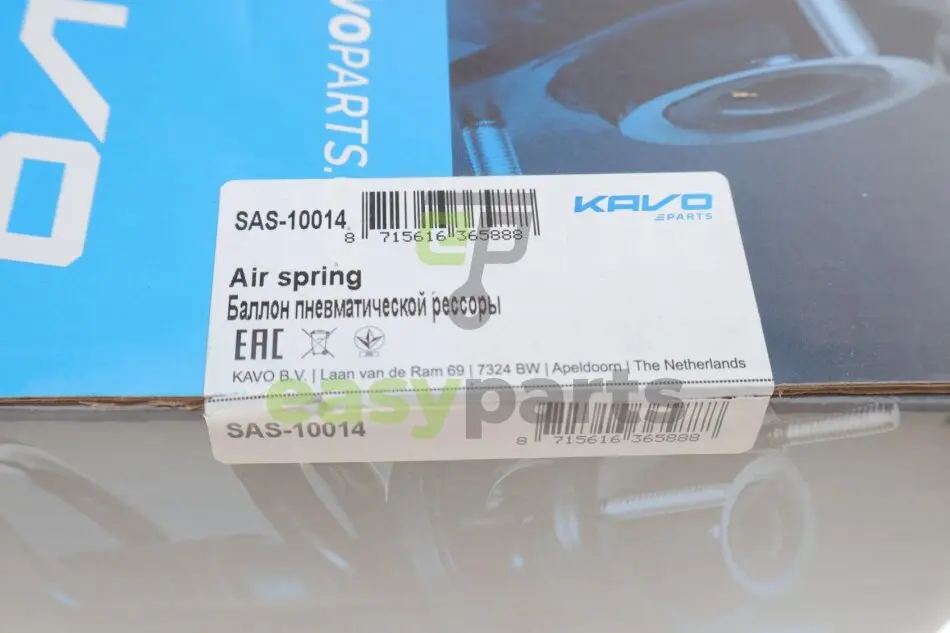 VO
VOPARTS.
SAS-10014
8 715616 365888
KAVO
PARTS
Air spring
Баллон пневматической рессоры
EAC
KAVO B.V. | Laan van de Ram 69 | 7324 BW | Apeldoorn | The Netherlands
easyparts
SAS-10014
8 715616 365888